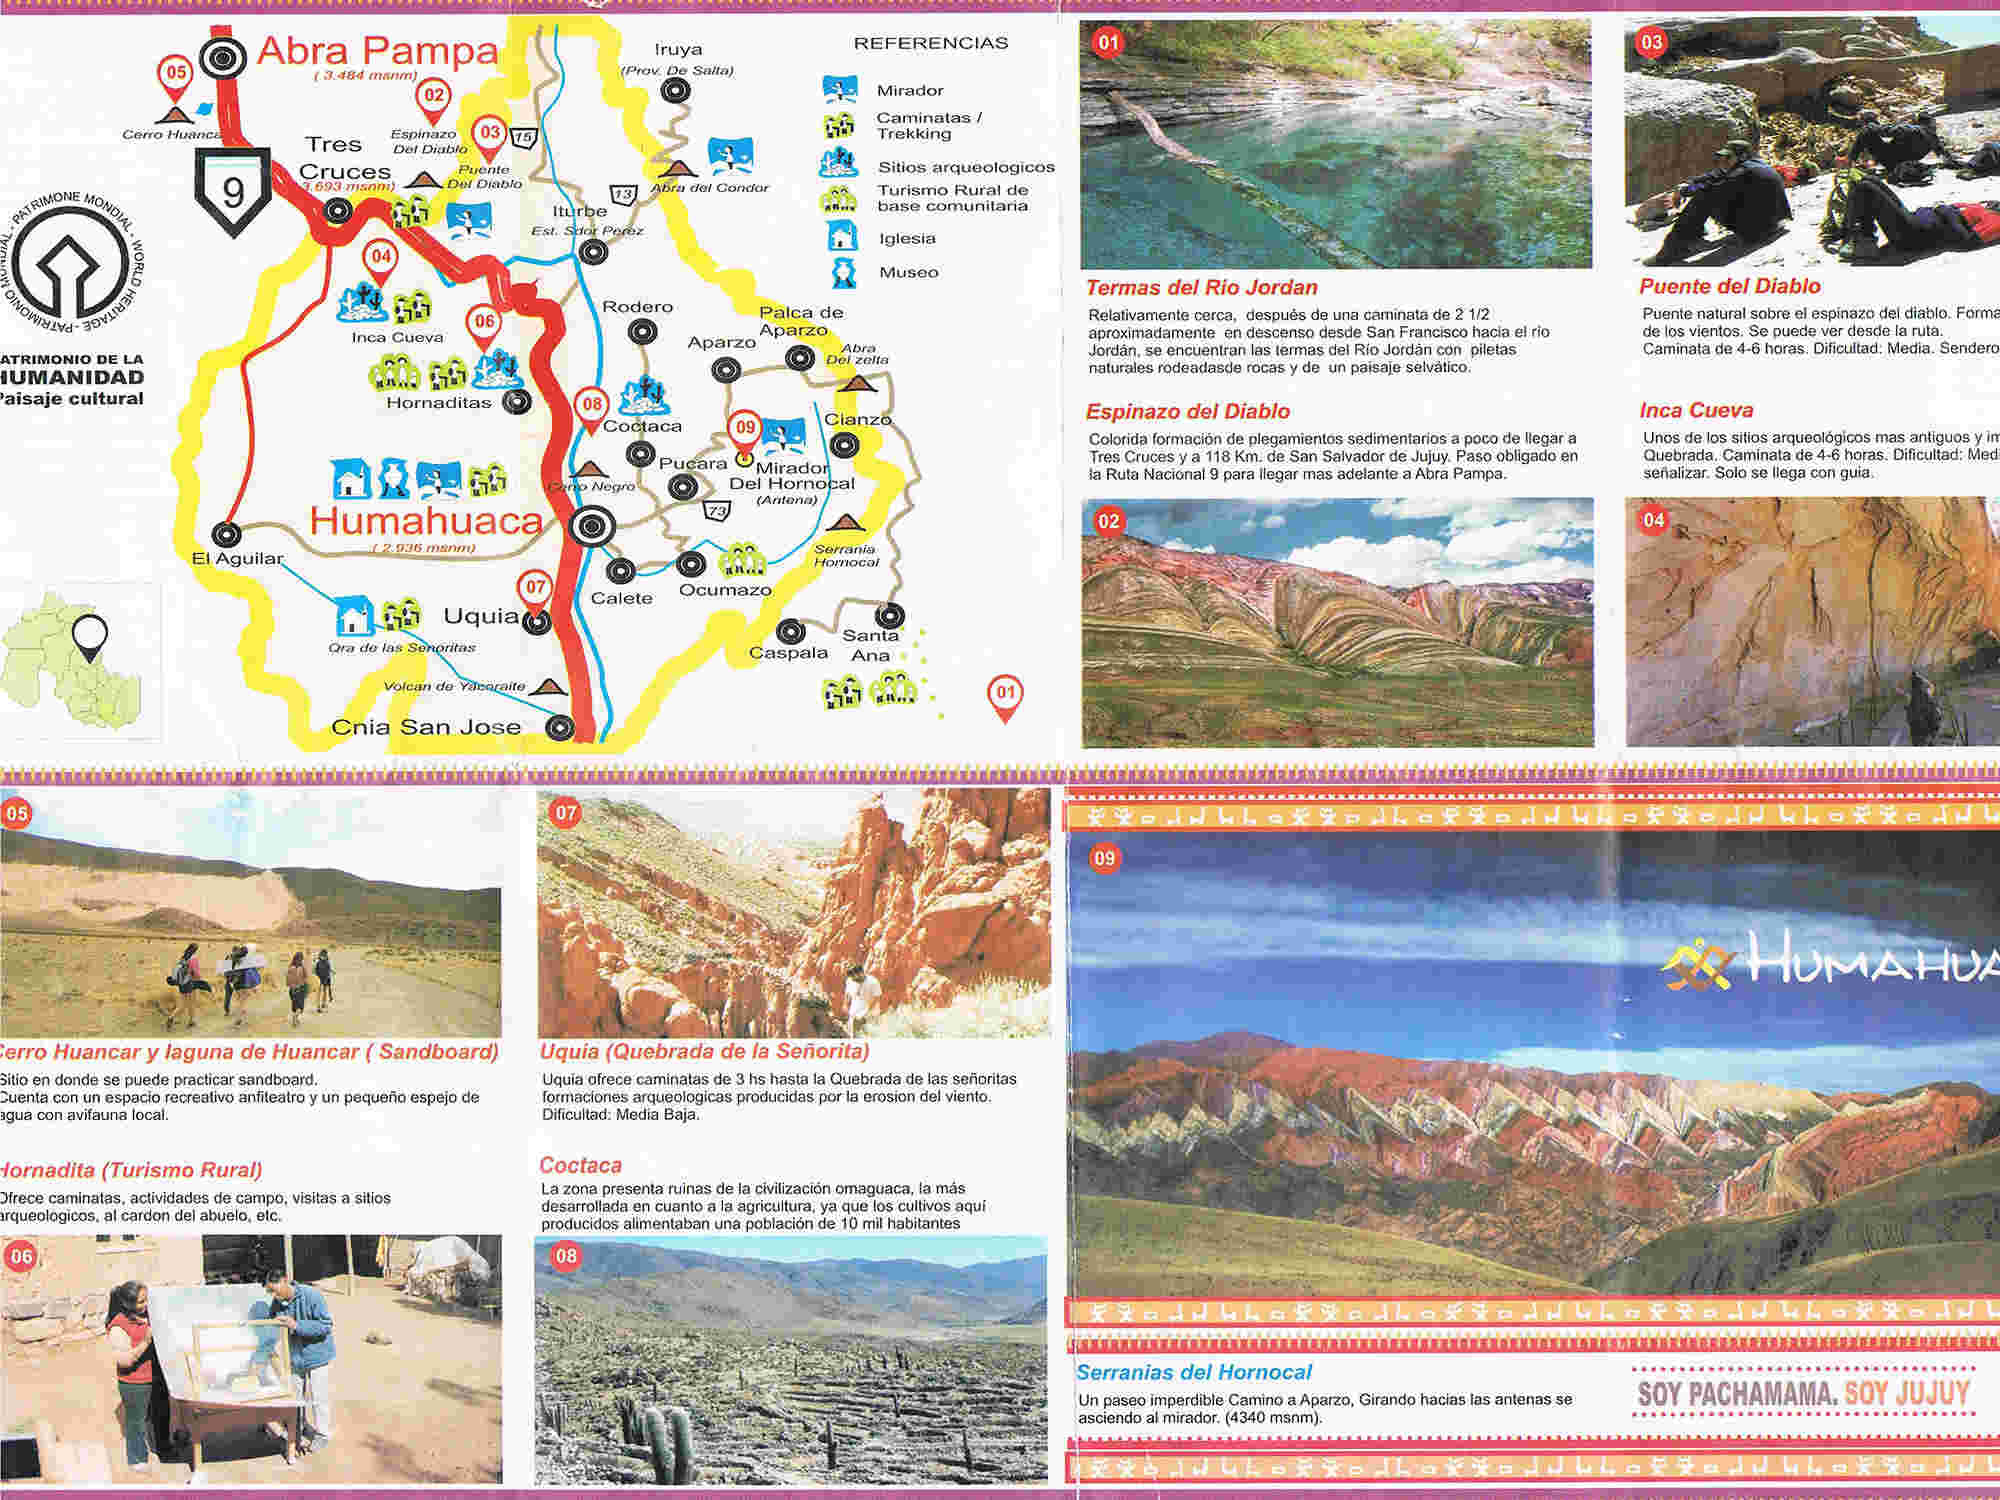 Abra Pampa
( 3.484 msnm)
05
Cerro Huanca
02
Espinazo
Del Diablo
03
Puente
Del Diablo
15
Iruya
(Prov. De Salta)
Abra del Condor
13
Tres
Cruces
3.693 msnm)
9
Iturbe
Est. Sdor Perez
04
Inca Cueva
06
Hornaditas
Rodero
Palca de
Aparzo
Aparzo
Abra
Del zelta
08
Coctaca
09
Cianzo
Pucara
Mirador
Del Hornocal
(Antena)
Cerro Negro
73
Humahuaca
( 2.936 msnm)
El Aguilar
Serrania
Hornocal
Calete
Ocumazo
07
Uquia
Qra de las Señoritas
Caspala
Santa
Ana
Volcan de Yacoraite
Cnia San Jose
01
REFERENCIAS
Mirador
Caminatas /
Trekking
Sitios arqueologicos
Turismo Rural de
base comunitaria
Iglesia
Museo
PATRIMONE MONDIAL - WORLD HERITAGE - PATRIMONIO MUNDIAL -
ATRIMONIO DE LA
HUMANIDAD
Paisaje cultural
01
Termas del Rio Jordan
Relativamente cerca, después de una caminata de 2 1/2
aproximadamente en descenso desde San Francisco hacia el río
Jordán, se encuentran las termas del Río Jordán con piletas
naturales rodeadasde rocas y de un paisaje selvático.
Espinazo del Diablo
Colorida formación de plegamientos sedimentarios a poco de llegar a
Tres Cruces y a 118 Km. de San Salvador de Jujuy. Paso obligado en
la Ruta Nacional 9 para llegar mas adelante a Abra Pampa.
02
03
Puente del Diablo
Puente natural sobre el espinazo del diablo. Forma
de los vientos. Se puede ver desde la ruta.
Caminata de 4-6 horas. Dificultad: Media. Sendero
Inca Cueva
Unos de los sitios arqueológicos mas antiguos y im
Quebrada. Caminata de 4-6 horas. Dificultad: Medi
señalizar. Solo se llega con guia.
04
05
Cerro Huancar y laguna de Huancar ( Sandboard)
Sitio en donde se puede practicar sandboard.
Cuenta con un espacio recreativo anfiteatro y un pequeño espejo de
agua con avifauna local.
Hornadita (Turismo Rural)
Ofrece caminatas, actividades de campo, visitas a sitios
arqueologicos, al cardon del abuelo, etc.
06
07
Uquia (Quebrada de la Señorita)
Uquia ofrece caminatas de 3 hs hasta la Quebrada de las señoritas
formaciones arqueologicas producidas por la erosion del viento.
Dificultad: Media Baja.
Coctaca
La zona presenta ruinas de la civilización omaguaca, la más
desarrollada en cuanto a la agricultura, ya que los cultivos aquí
producidos alimentaban una población de 10 mil habitantes
08
09
HUMAHUA
Serranias del Hornocal
Un paseo imperdible Camino a Aparzo, Girando hacias las antenas se
asciendo al mirador. (4340 msnm).
SOY PACHAMAMA. SOY JUJUY